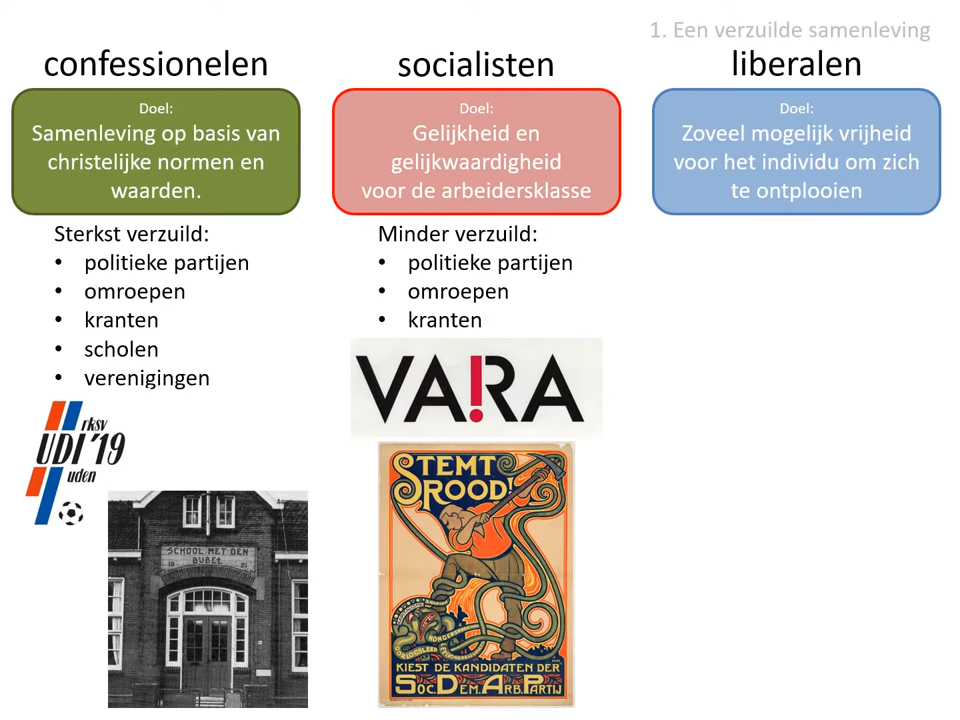 1. Een verzuilde samenleving
confessionelen
Doel:
Samenleving op basis van
christelijke normen en
waarden.
Sterkst verzuild:
• politieke partijen
• omroepen
• kranten
• scholen
• verenigingen
rksv
UDI '19
uden
SCHOOL MET DEN
19 BIJBEL 21
socialisten
Doel:
Gelijkheid en
gelijkwaardigheid
voor de arbeidersklasse
Minder verzuild:
• politieke partijen
• omroepen
• kranten
VARA
STEMT
ROOD!
KIEST DE KANDIDATEN DER
SOC. DEM. ARB. PARTIJ
liberalen
Doel:
Zoveel mogelijk vrijheid
voor het individu om zich
te ontplooien